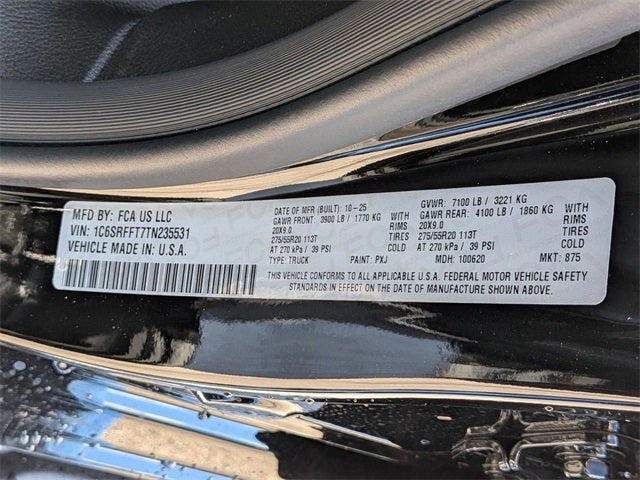 MFD BY: FCA US LLC
VIN: 1C6SRFFT7TN235531
VEHICLE MADE IN U.S.A.
DATE OF MFR (BUILT): 10-25
GAWR FRONT: 3900 LB / 1770 KG
20X9.0
275/55R20 113T
AT 270 kPa / 39 PSI
TYPE: TRUCK
WITH
RIMS
TIRES
COLD
PAINT: PXJ
GVWR: 7100 LB / 3221 KG
GAWR REAR: 4100 LB / 1860 KG
20X9.0
275/55R20 113T
AT 270 kPa / 39 PSI
MDH: 100620
WITH
RIMS
TIRES
COLD
MKT: 875
THIS VEHICLE CONFORMS TO ALL APPLICABLE U.S.A. FEDERAL MOTOR VEHICLE SAFETY
STANDARDS IN EFFECT ON THE DATE OF MANUFACTURE SHOWN ABOVE.